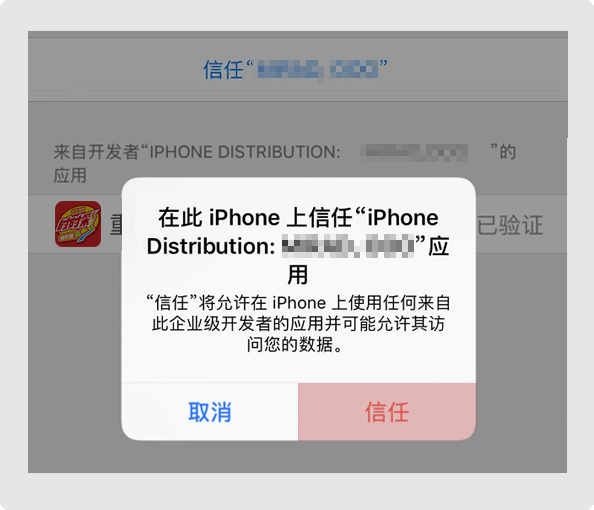 信任“ ”
来自开发者“IPHONE DISTRIBUTION: ”的
应用
重
已验证
在此 iPhone 上信任“iPhone
Distribution: ”应
用
“信任”将允许在 iPhone 上使用任何来自
此企业级开发者的应用并可能允许其访
问您的数据。
取消
信任